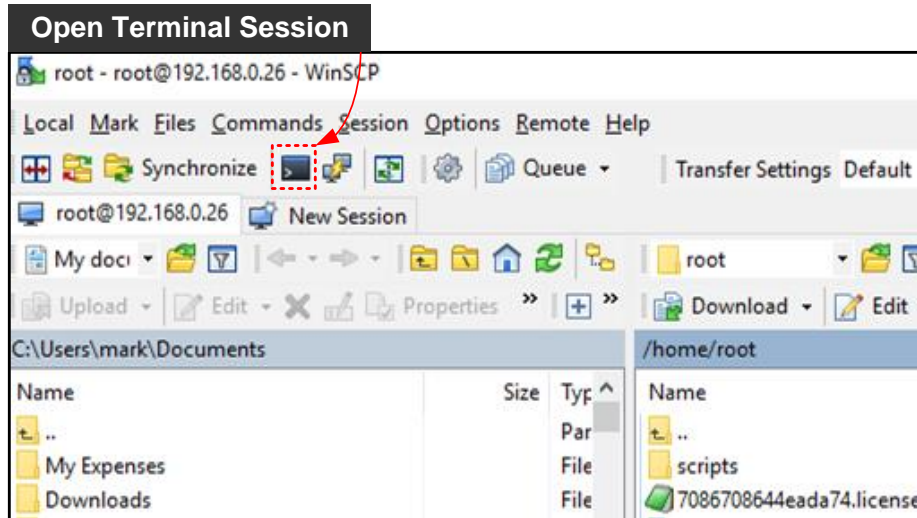 Open Terminal Session
root - root@192.168.0.26 - WinSCP
Local Mark Files Commands Session Options Remote Help
Synchronize Queue Transfer Settings Default
root@192.168.0.26 New Session
My doc root
Upload Edit Properties » » Download Edit
C:\Users\mark\Documents /home/root
Name Size Typ Name
.. Par ..
My Expenses File scripts
Downloads File 7086708644eada74.license